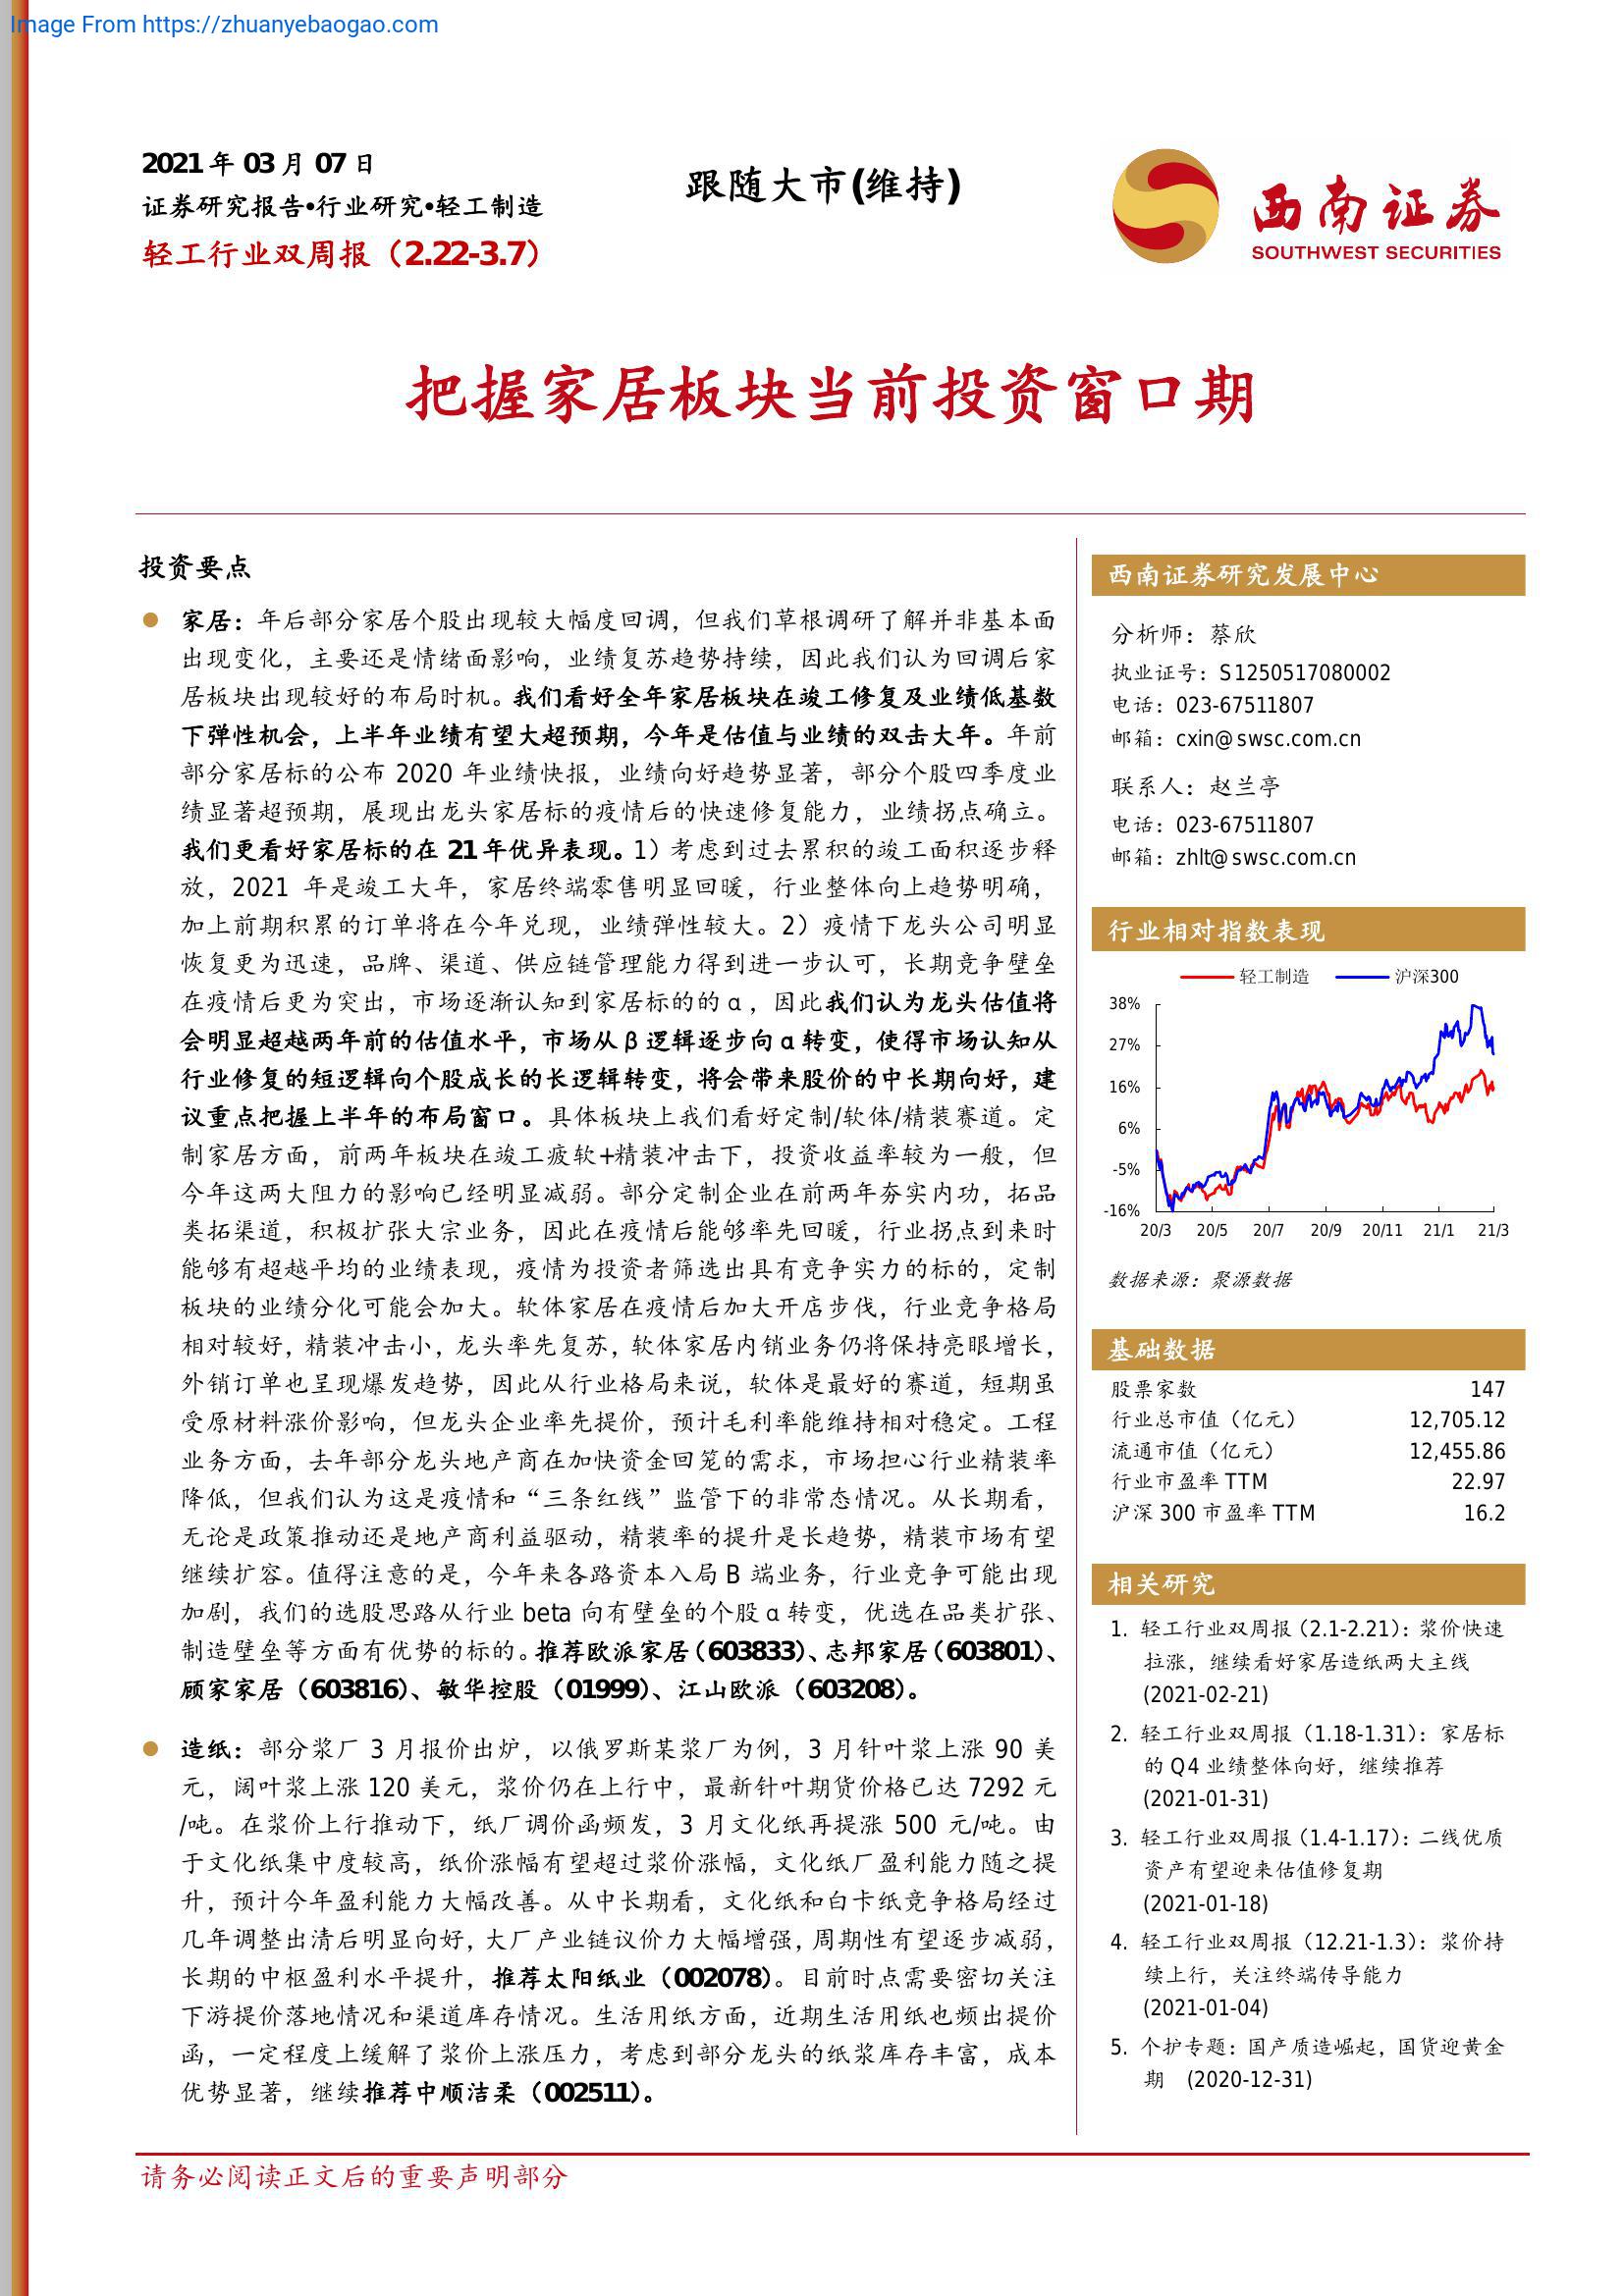 Image From https://zhuanyebaogao.com
2021 年 03 月 07 日
证券研究报告•行业研究•轻工制造
轻工行业双周报（2.22-3.7）
跟随大市(维持)
西南证券
SOUTHWEST SECURITIES
把握家居板块当前投资窗口期
投资要点
家居：年后部分家居个股出现较大幅度回调，但我们草根调研了解并非基本面
出现变化，主要还是情绪面影响，业绩复苏趋势持续，因此我们认为回调后家
居板块出现较好的布局时机。我们看好全年家居板块在竣工修复及业绩低基数
下弹性机会，上半年业绩有望大超预期，今年是估值与业绩的双击大年。年前
部分家居标的公布 2020 年业绩快报，业绩向好趋势显著，部分个股四季度业
绩显著超预期，展现出龙头家居标的疫情后的快速修复能力，业绩拐点确立。
我们更看好家居标的在 21 年优异表现。1）考虑到过去累积的竣工面积逐步释
放，2021 年是竣工大年，家居终端零售明显回暖，行业整体向上趋势明确，
加上前期积累的订单将在今年兑现，业绩弹性较大。2）疫情下龙头公司明显
恢复更为迅速，品牌、渠道、供应链管理能力得到进一步认可，长期竞争壁垒
在疫情后更为突出，市场逐渐认知到家居标的的 α，因此我们认为龙头估值将
会明显超越两年前的估值水平，市场从 β 逻辑逐步向 α 转变，使得市场认知从
行业修复的短逻辑向个股成长的长逻辑转变，将会带来股价的中长期向好，建
议重点把握上半年的布局窗口。具体板块上我们看好定制/软体/精装赛道。定
制家居方面，前两年板块在竣工疲软+精装冲击下，投资收益率较为一般，但
今年这两大阻力的影响已经明显减弱。部分定制企业在前两年夯实内功，拓品
类拓渠道，积极扩张大宗业务，因此在疫情后能够率先回暖，行业拐点到来时
能够有超越平均的业绩表现，疫情为投资者筛选出具有竞争实力的标的，定制
板块的业绩分化可能会加大。软体家居在疫情后加大开店步伐，行业竞争格局
相对较好，精装冲击小，龙头率先复苏，软体家居内销业务仍将保持亮眼增长，
外销订单也呈现爆发趋势，因此从行业格局来说，软体是最好的赛道，短期虽
受原材料涨价影响，但龙头企业率先提价，预计毛利率能维持相对稳定。工程
业务方面，去年部分龙头地产商在加快资金回笼的需求，市场担心行业精装率
降低，但我们认为这是疫情和“三条红线”监管下的非常态情况。从长期看，
无论是政策推动还是地产商利益驱动，精装率的提升是长趋势，精装市场有望
继续扩容。值得注意的是，今年来各路资本入局 B 端业务，行业竞争可能出现
加剧，我们的选股思路从行业 beta 向有壁垒的个股 α 转变，优选在品类扩张、
制造壁垒等方面有优势的标的。推荐欧派家居（603833）、志邦家居（603801）、
顾家家居（603816）、敏华控股（01999）、江山欧派（603208）。
造纸：部分浆厂 3 月报价出炉，以俄罗斯某浆厂为例，3 月针叶浆上涨 90 美
元，阔叶浆上涨 120 美元，浆价仍在上行中，最新针叶期货价格已达 7292 元
/吨。在浆价上行推动下，纸厂调价函频发，3 月文化纸再提涨 500 元/吨。由
于文化纸集中度较高，纸价涨幅有望超过浆价涨幅，文化纸厂盈利能力随之提
升，预计今年盈利能力大幅改善。从中长期看，文化纸和白卡纸竞争格局经过
几年调整出清后明显向好，大厂产业链议价力大幅增强，周期性有望逐步减弱，
长期的中枢盈利水平提升，推荐太阳纸业（002078）。目前时点需要密切关注
下游提价落地情况和渠道库存情况。生活用纸方面，近期生活用纸也频出提价
函，一定程度上缓解了浆价上涨压力，考虑到部分龙头的纸浆库存丰富，成本
优势显著，继续推荐中顺洁柔（002511）。
西南证券研究发展中心
分析师：蔡欣
执业证号：S1250517080002
电话：023-67511807
邮箱：cxin@swsc.com.cn
联系人：赵兰亭
电话：023-67511807
邮箱：zhlt@swsc.com.cn
行业相对指数表现
轻工制造 沪深300
38%
27%
16%
6%
-5%
-16%
20/3 20/5 20/7 20/9 20/11 21/1 21/3
数据来源：聚源数据
基础数据
股票家数 147
行业总市值（亿元） 12,705.12
流通市值（亿元） 12,455.86
行业市盈率 TTM 22.97
沪深 300 市盈率 TTM 16.2
相关研究
1. 轻工行业双周报（2.1-2.21）：浆价快速
拉涨，继续看好家居造纸两大主线
(2021-02-21)
2. 轻工行业双周报（1.18-1.31）：家居标
的 Q4 业绩整体向好，继续推荐
(2021-01-31)
3. 轻工行业双周报（1.4-1.17）：二线优质
资产有望迎来估值修复期
(2021-01-18)
4. 轻工行业双周报（12.21-1.3）：浆价持
续上行，关注终端传导能力
(2021-01-04)
5. 个护专题：国产质造崛起，国货迎黄金
期 (2020-12-31)
请务必阅读正文后的重要声明部分